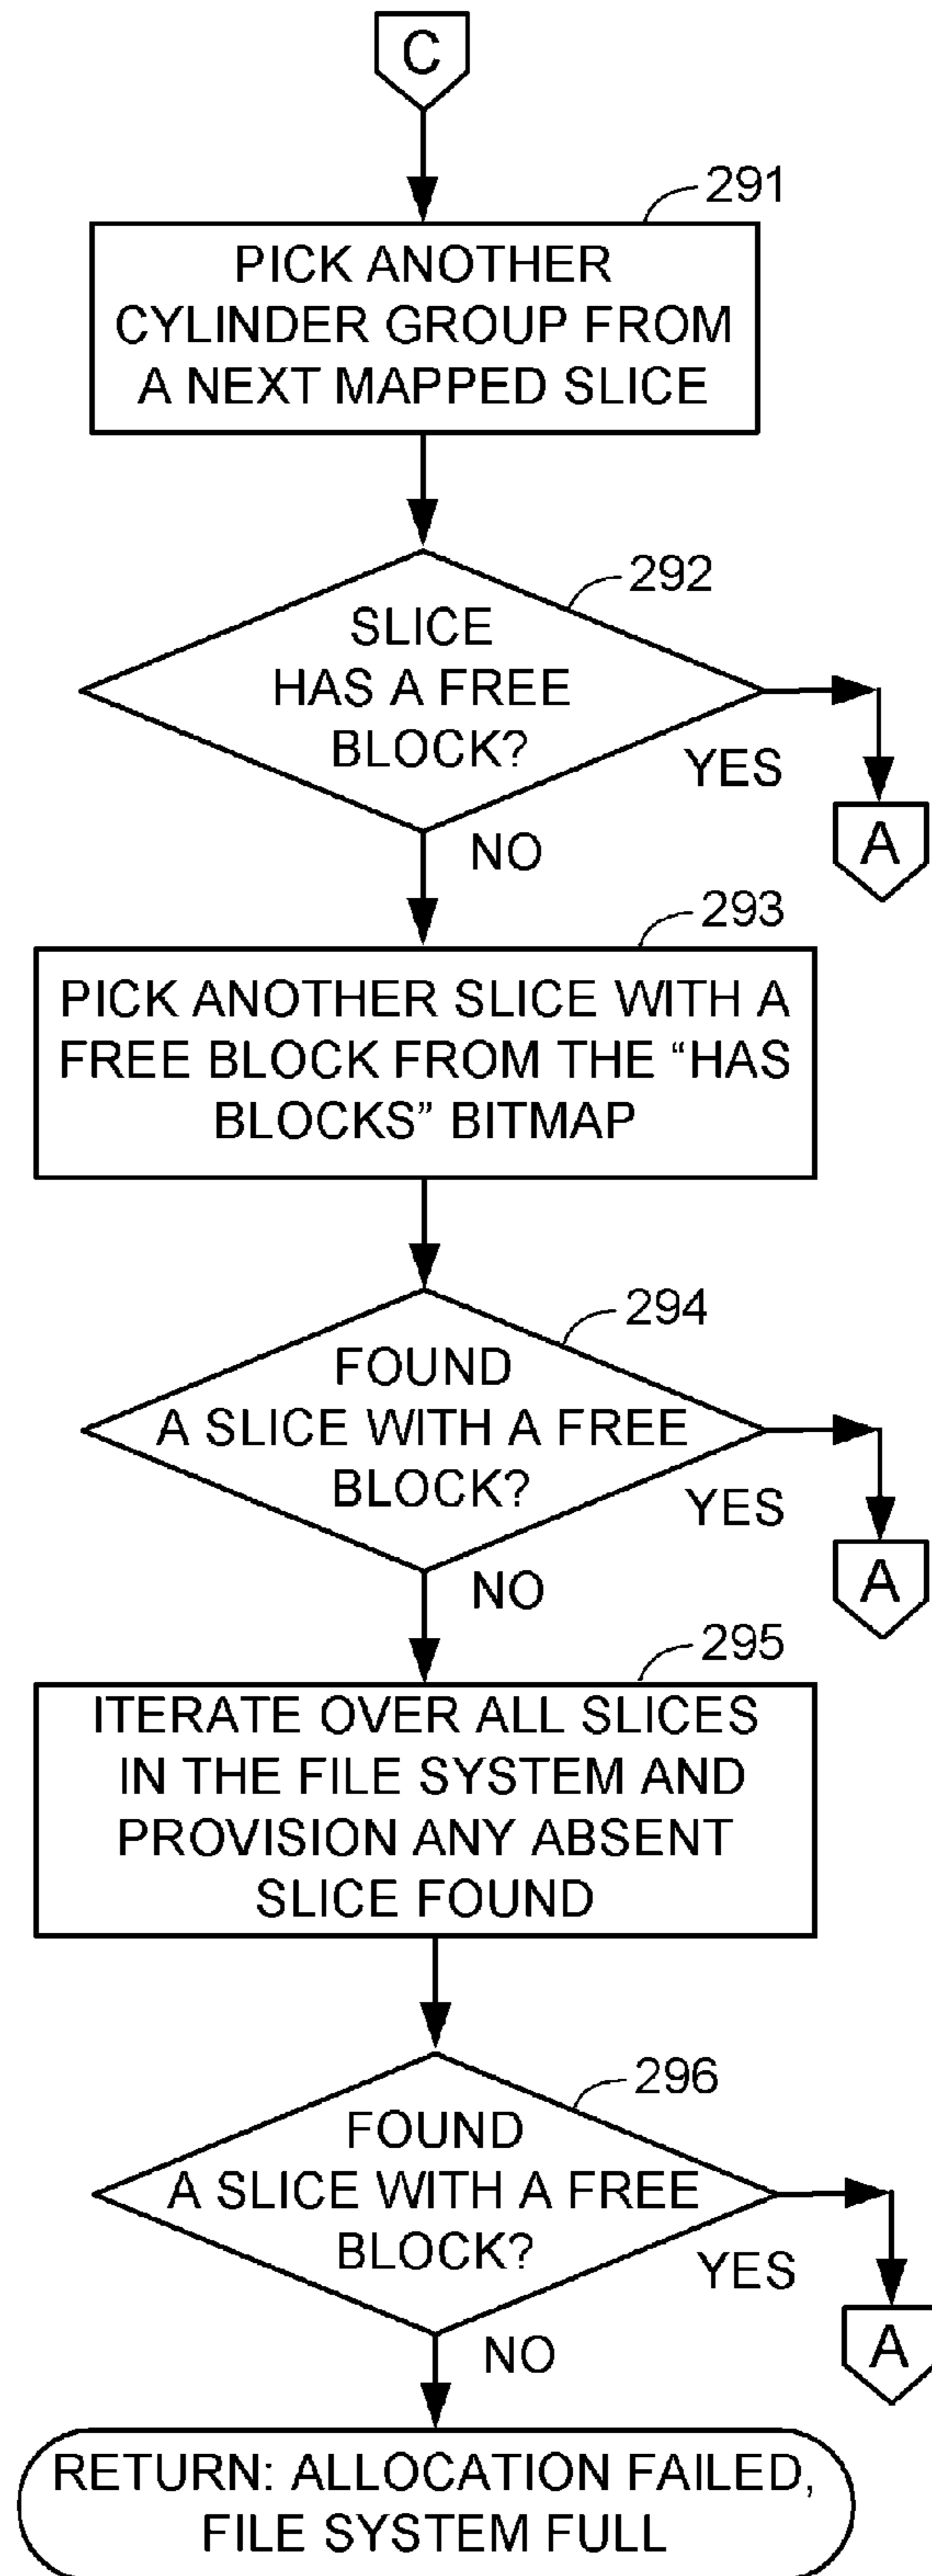 C
291
PICK ANOTHER
CYLINDER GROUP FROM
A NEXT MAPPED SLICE
292
SLICE
HAS A FREE
BLOCK?
YES
A
NO
293
PICK ANOTHER SLICE WITH A
FREE BLOCK FROM THE “HAS
BLOCKS” BITMAP
294
FOUND
A SLICE WITH A FREE
BLOCK?
YES
A
NO
295
ITERATE OVER ALL SLICES
IN THE FILE SYSTEM AND
PROVISION ANY ABSENT
SLICE FOUND
296
FOUND
A SLICE WITH A FREE
BLOCK?
YES
A
NO
RETURN: ALLOCATION FAILED,
FILE SYSTEM FULL